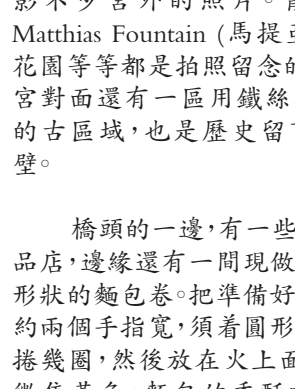 影不少宮外的照片。
Matthias Fountain (馬提
花園等等都是拍照留念的
宮對面還有一區用鐵絲
的古區域,也是歷史留
壁。
橋頭的一邊,有一些
品店,邊緣還有一間現做
形狀的麵包卷。把準備好
約兩個手指寬,須着圓形
捲幾圈,然後放在火上面